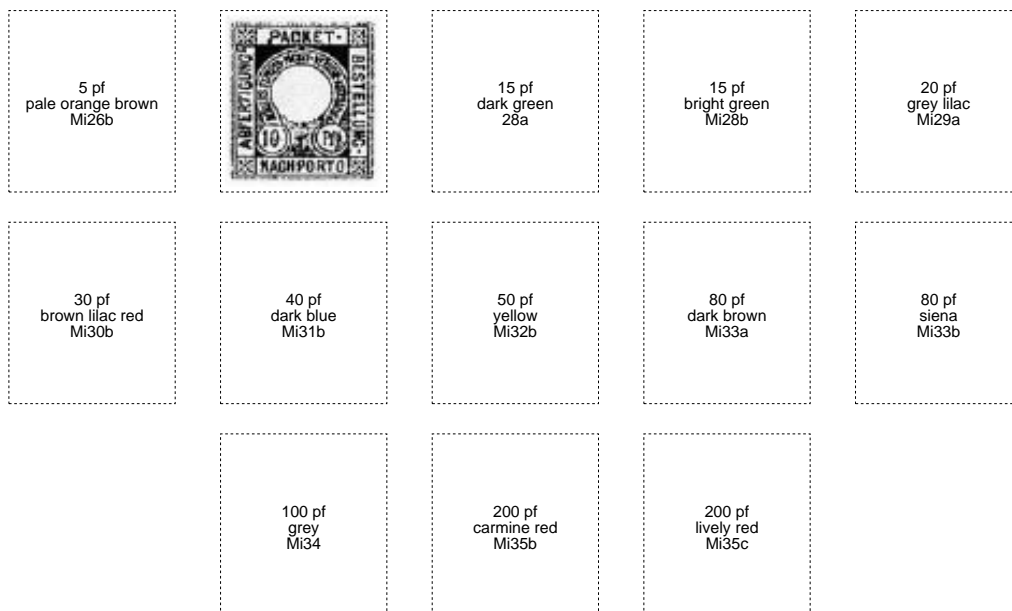 5 pf
pale orange brown
Mi26b
PACKET-
ABFERTIGUNG
BESTELLUNG-
10 Pf
NACHPORTO
15 pf
dark green
28a
15 pf
bright green
Mi28b
20 pf
grey lilac
Mi29a
30 pf
brown lilac red
Mi30b
40 pf
dark blue
Mi31b
50 pf
yellow
Mi32b
80 pf
dark brown
Mi33a
80 pf
siena
Mi33b
100 pf
grey
Mi34
200 pf
carmine red
Mi35b
200 pf
lively red
Mi35c